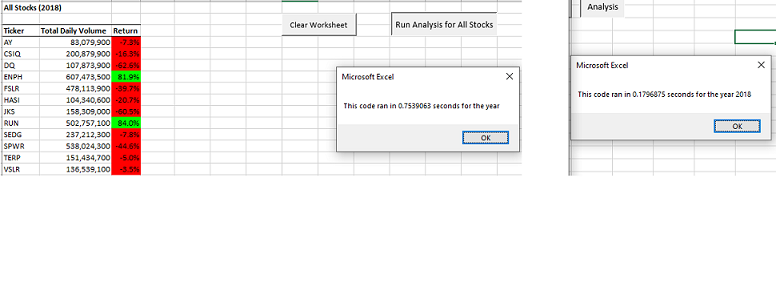 All Stocks (2018)
Clear Worksheet
Run Analysis for All Stocks
Ticker Total Daily Volume Return
AY 83,079,900 -7.3%
CSIQ 200,879,900 -16.3%
DQ 107,873,900 -62.6%
ENPH 607,473,500 81.9%
FSLR 478,113,900 -39.7%
HASI 104,340,600 -20.7%
JKS 158,309,000 -60.5%
RUN 502,757,100 84.0%
SEDG 237,212,300 -7.8%
SPWR 538,024,300 -44.6%
TERP 151,434,700 -5.0%
VSLR 136,539,100 -3.5%
Microsoft Excel
This code ran in 0.7539063 seconds for the year
OK
Analysis
Microsoft Excel
This code ran in 0.1796875 seconds for the year 2018
OK